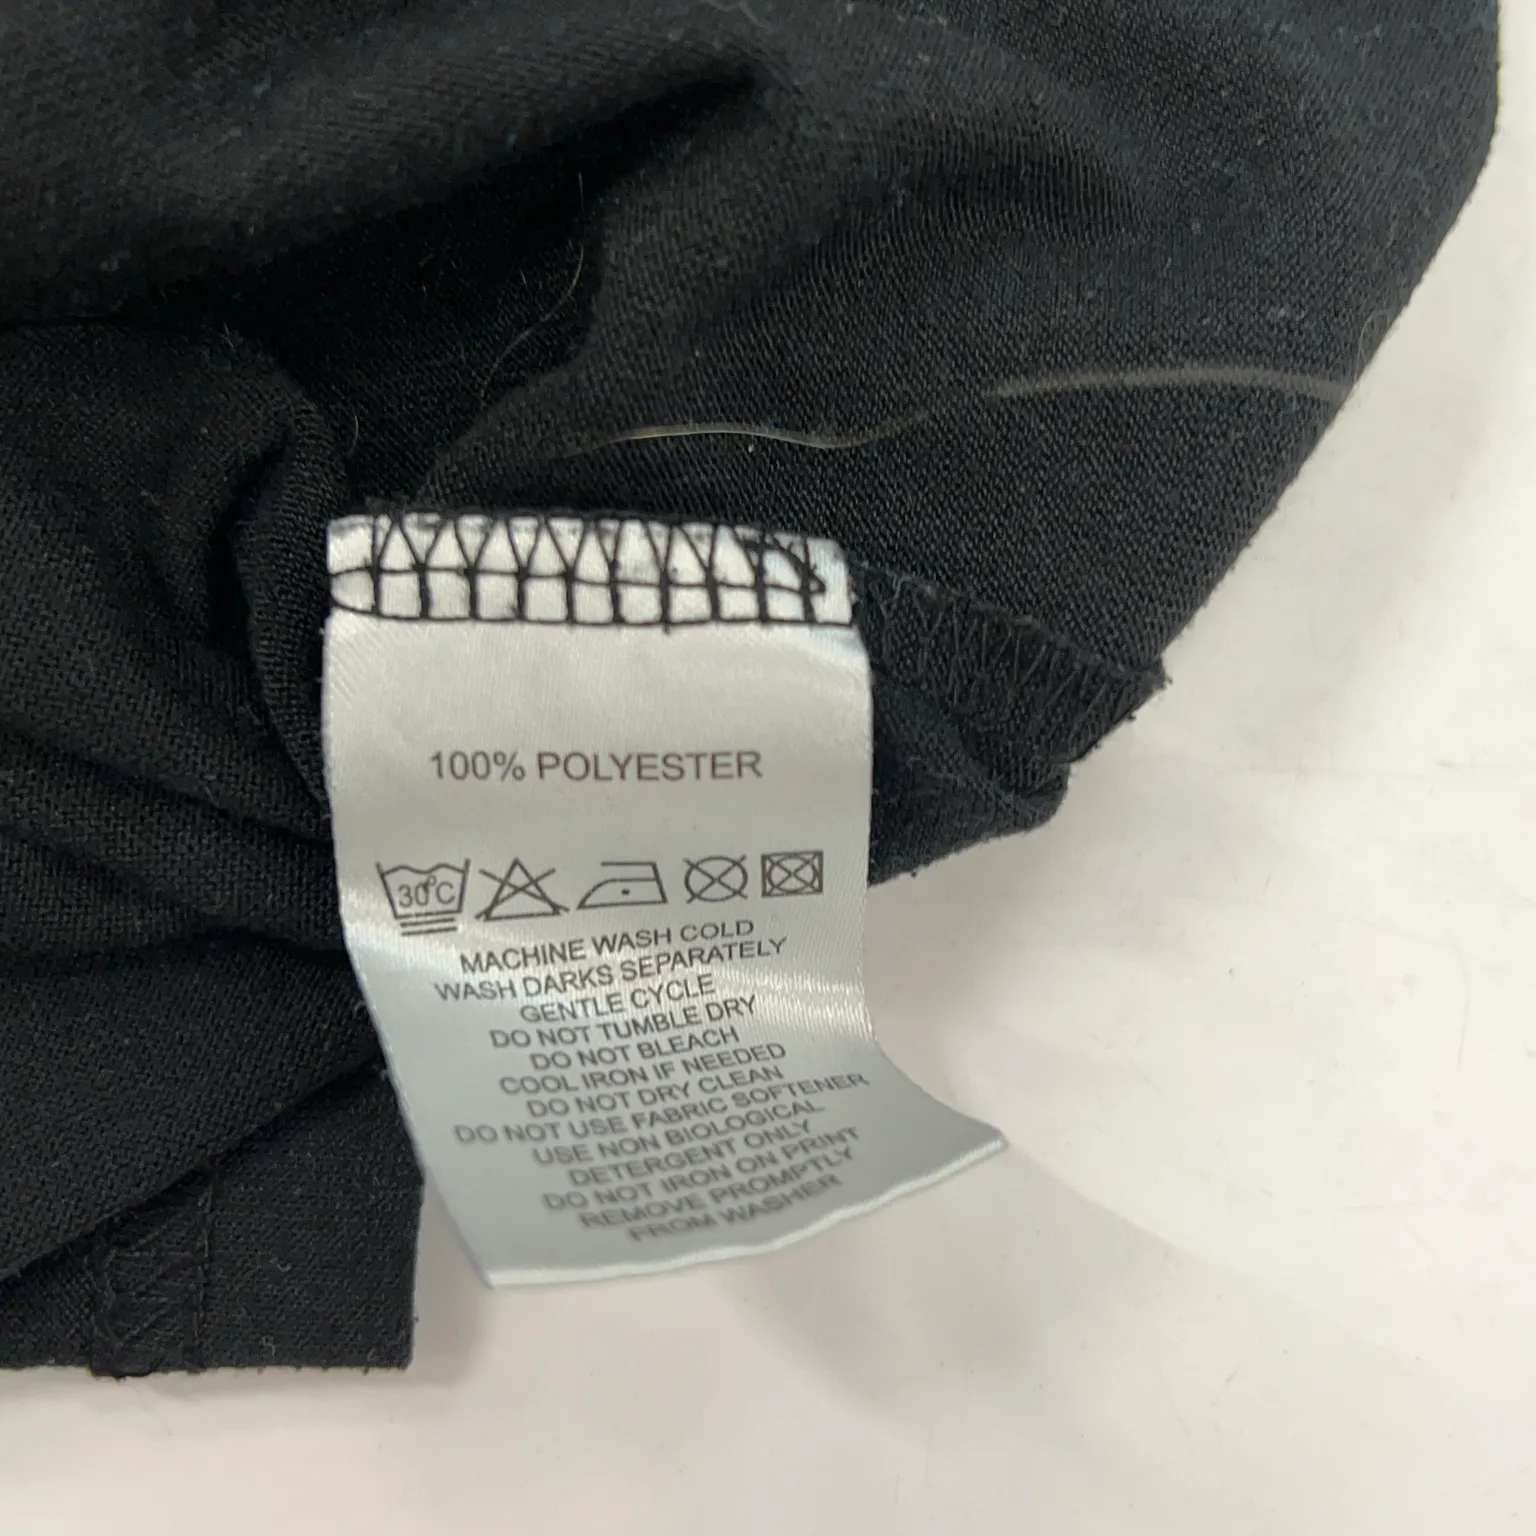 100% POLYESTER
30°C
MACHINE WASH COLD
WASH DARKS SEPARATELY
GENTLE CYCLE
DO NOT TUMBLE DRY
DO NOT BLEACH
COOL IRON IF NEEDED
DO NOT DRY CLEAN
DO NOT USE FABRIC SOFTENER
USE NON BIOLOGICAL
DETERGENT ONLY
DO NOT IRON ON PRINT
REMOVE PROMPTLY
FROM WASHER